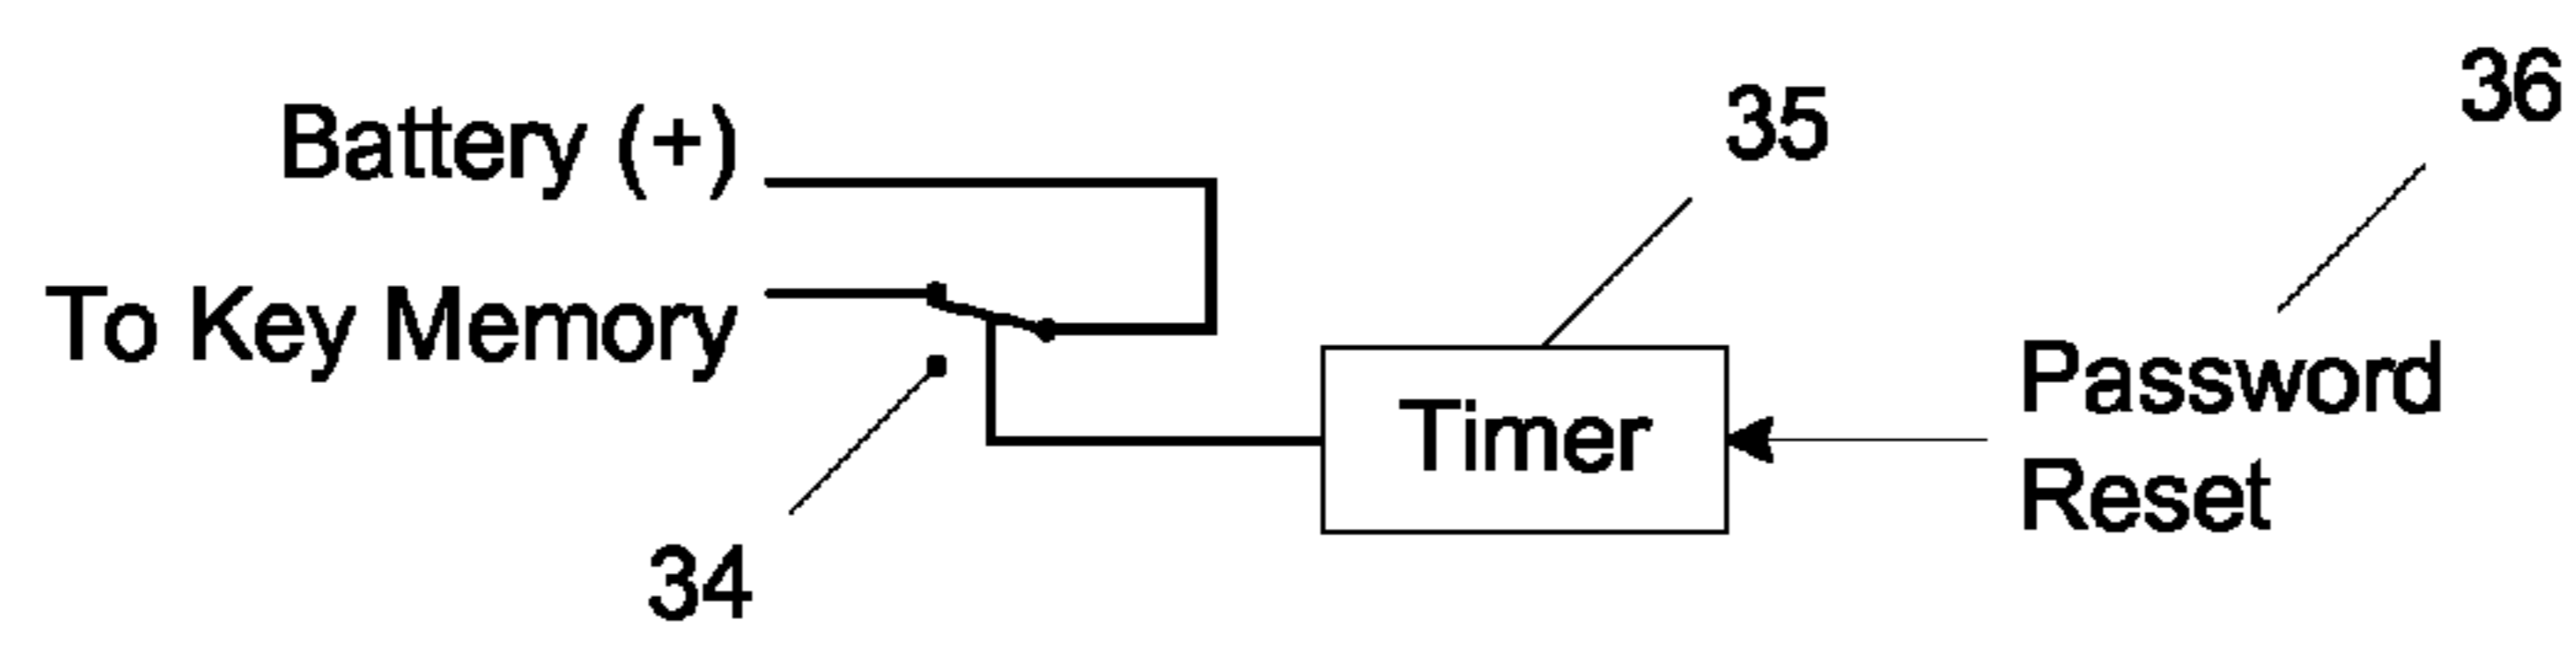 36
35
Battery (+)
To Key Memory
Timer
Password
Reset
34